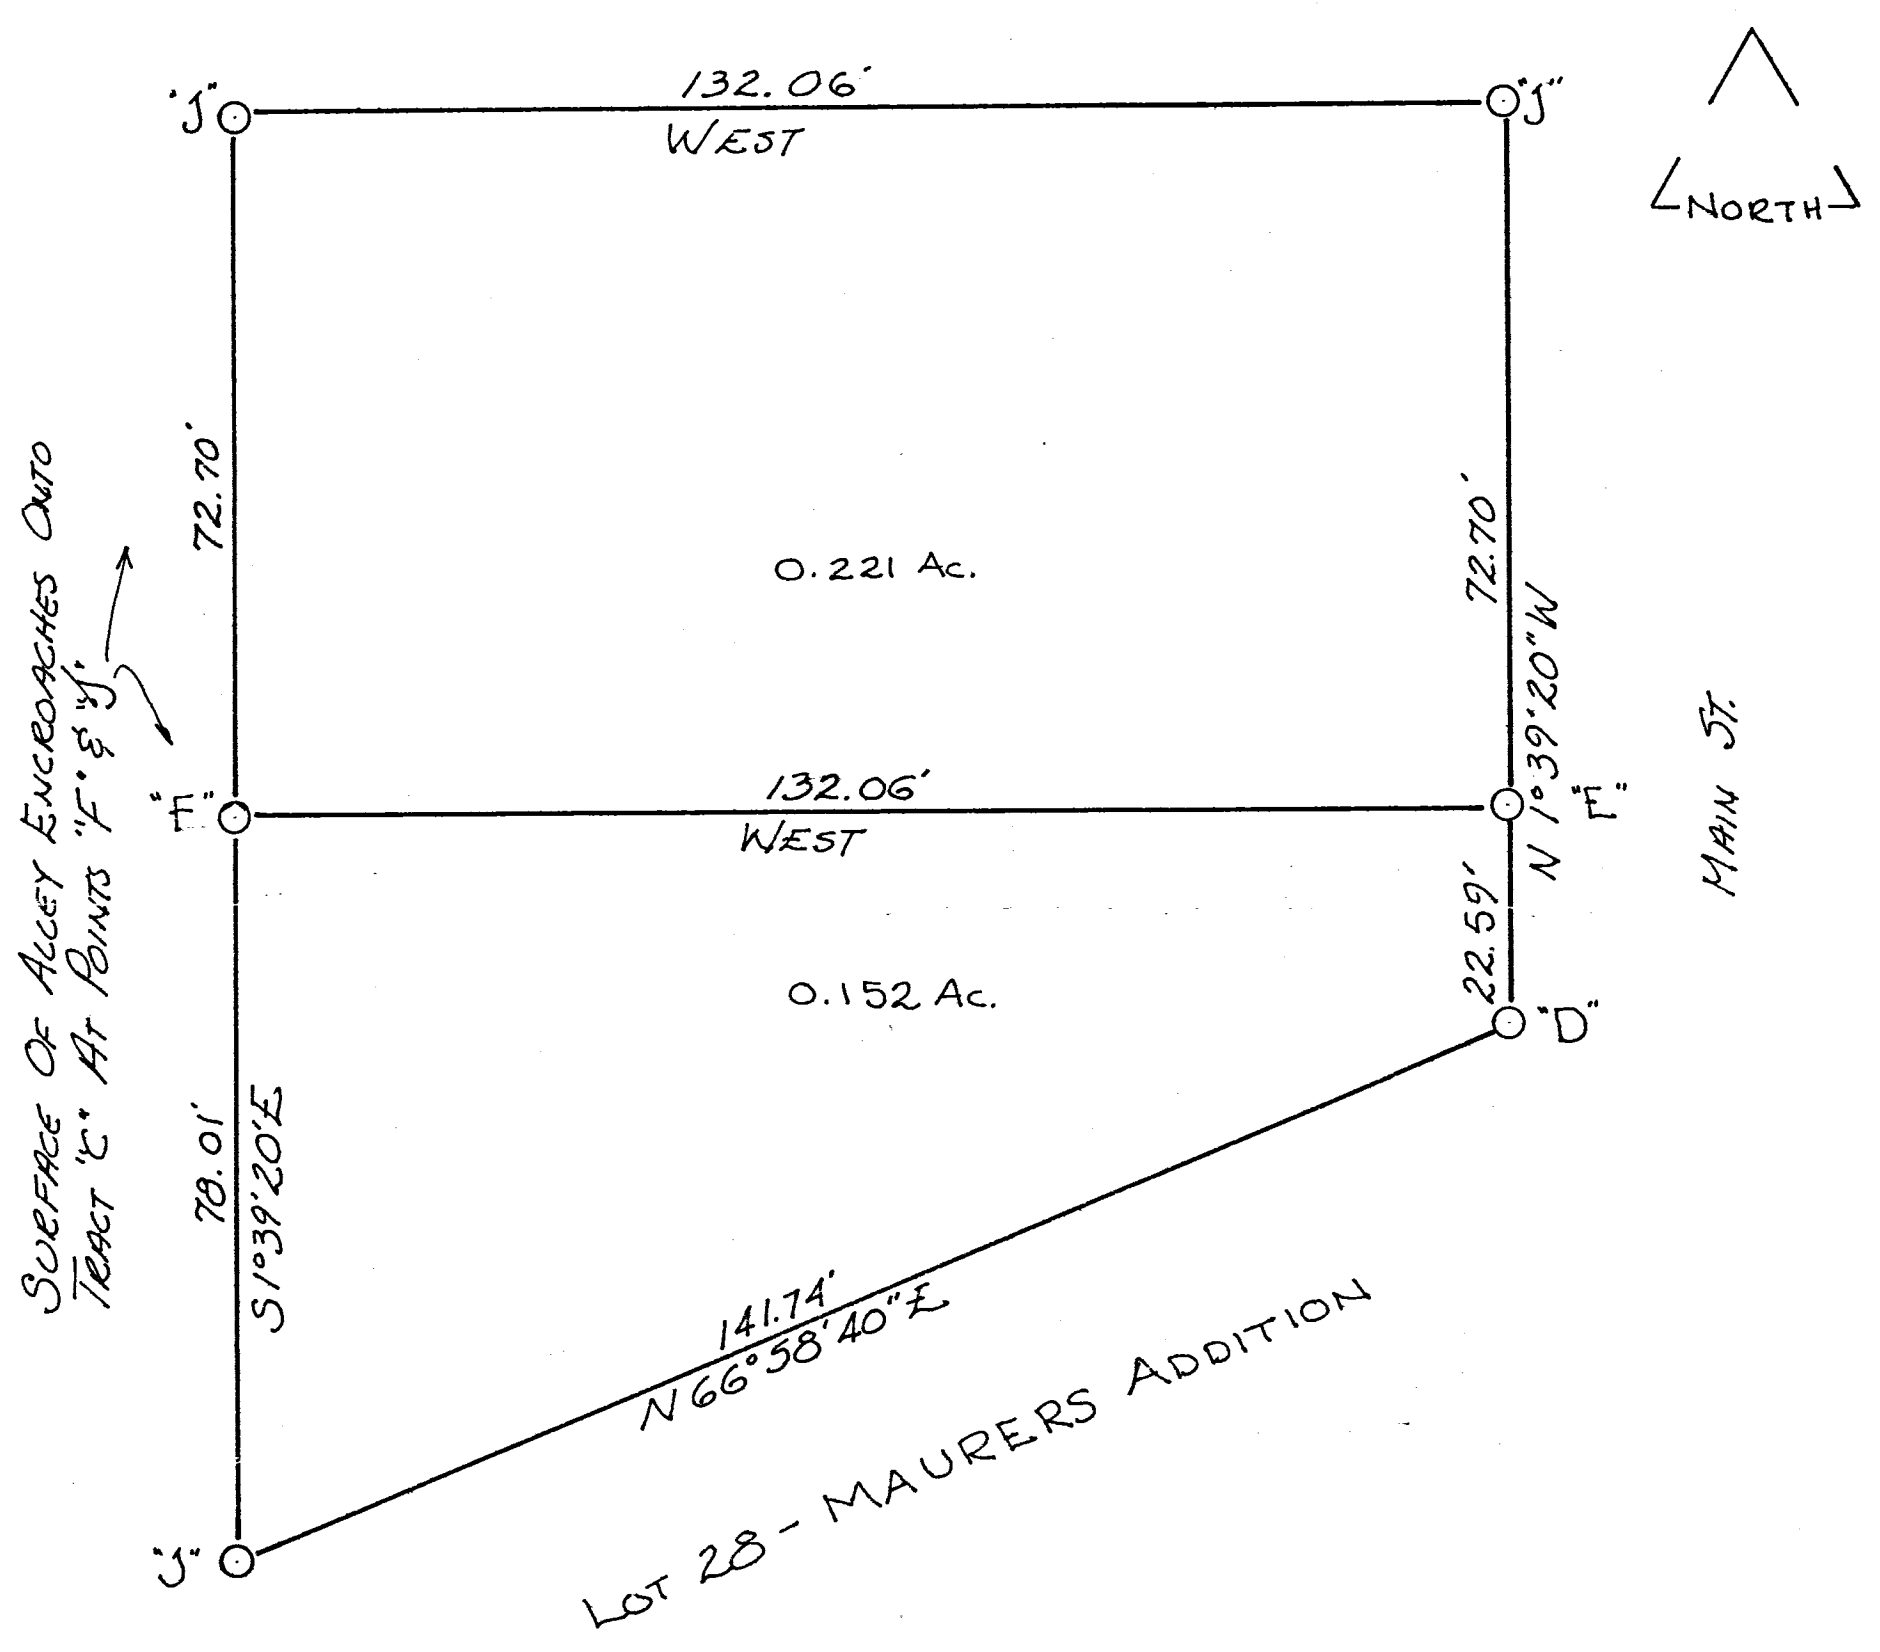 "J"
132.06'
WEST
"J"
NORTH
72.70'
72.70'
0.221 Ac.
SURFACE OF ALLEY ENCROACHES ONTO
TRACT "C" AT POINTS "F" & "J"
"F"
132.06'
WEST
"E"
N 1°39'20"W
MAIN ST.
22.59'
0.152 Ac.
"D"
78.01'
S1°39'20'E
141.74'
N 66°58'40"E
"J"
LOT 28 - MAURERS ADDITION